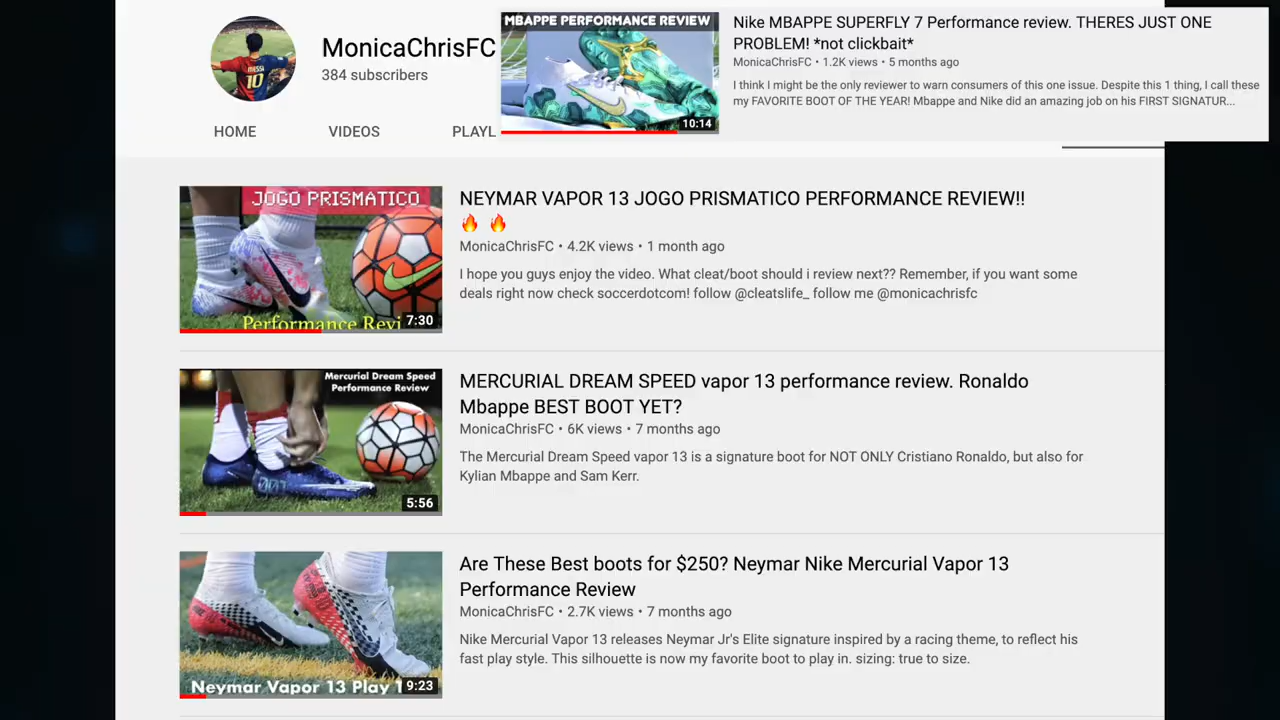 MonicaChrisFC
384 subscribers
HOME
VIDEOS
PLAYL
MESSI
10
MBAPPE PERFORMANCE REVIEW
10:14
Nike MBAPPE SUPERFLY 7 Performance review. THERES JUST ONE
PROBLEM! *not clickbait*
MonicaChrisFC • 1.2K views • 5 months ago
I think I might be the only reviewer to warn consumers of this one issue. Despite this 1 thing, I call these
my FAVORITE BOOT OF THE YEAR! Mbappe and Nike did an amazing job on his FIRST SIGNATUR...
JOGO PRISMATICO
Performance Revi
7:30
NEYMAR VAPOR 13 JOGO PRISMATICO PERFORMANCE REVIEW!!
🔥 🔥
MonicaChrisFC • 4.2K views • 1 month ago
I hope you guys enjoy the video. What cleat/boot should i review next?? Remember, if you want some
deals right now check soccerdotcom! follow @cleatslife_ follow me @monicachrisfc
Mercurial Dream Speed
Performance Review
5:56
MERCURIAL DREAM SPEED vapor 13 performance review. Ronaldo
Mbappe BEST BOOT YET?
MonicaChrisFC • 6K views • 7 months ago
The Mercurial Dream Speed vapor 13 is a signature boot for NOT ONLY Cristiano Ronaldo, but also for
Kylian Mbappe and Sam Kerr.
Neymar Vapor 13 Play 1
9:23
Are These Best boots for $250? Neymar Nike Mercurial Vapor 13
Performance Review
MonicaChrisFC • 2.7K views • 7 months ago
Nike Mercurial Vapor 13 releases Neymar Jr's Elite signature inspired by a racing theme, to reflect his
fast play style. This silhouette is now my favorite boot to play in. sizing: true to size.